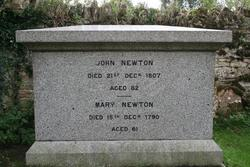 JOHN NEWTON
DIED 21ST DECR 1807
AGED 82
MARY NEWTON
DIED 15TH DECR 1790
AGED 61